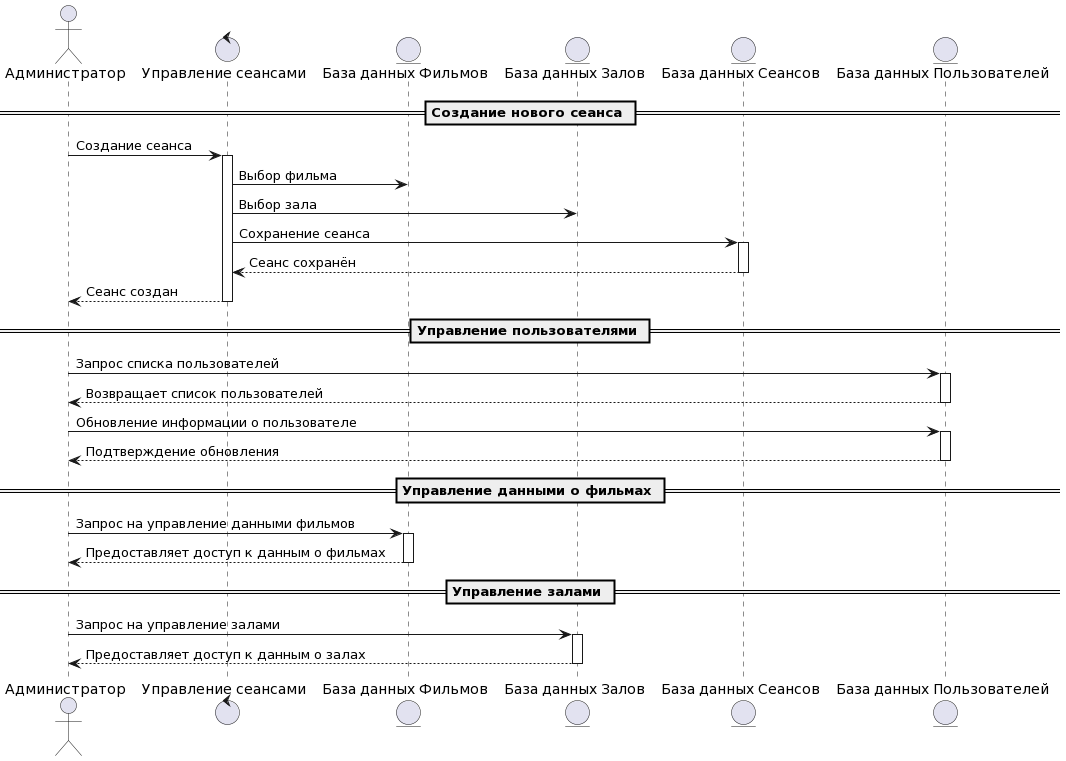 Администратор
Управление сеансами
База данных Фильмов
База данных Залов
База данных Сеансов
База данных Пользователей
Создание нового сеанса
Создание сеанса
Выбор фильма
Выбор зала
Сохранение сеанса
Сеанс сохранён
Сеанс создан
Управление пользователями
Запрос списка пользователей
Возвращает список пользователей
Обновление информации о пользователе
Подтверждение обновления
Управление данными о фильмах
Запрос на управление данными фильмов
Предоставляет доступ к данным о фильмах
Управление залами
Запрос на управление залами
Предоставляет доступ к данным о залах
Администратор
Управление сеансами
База данных Фильмов
База данных Залов
База данных Сеансов
База данных Пользователей